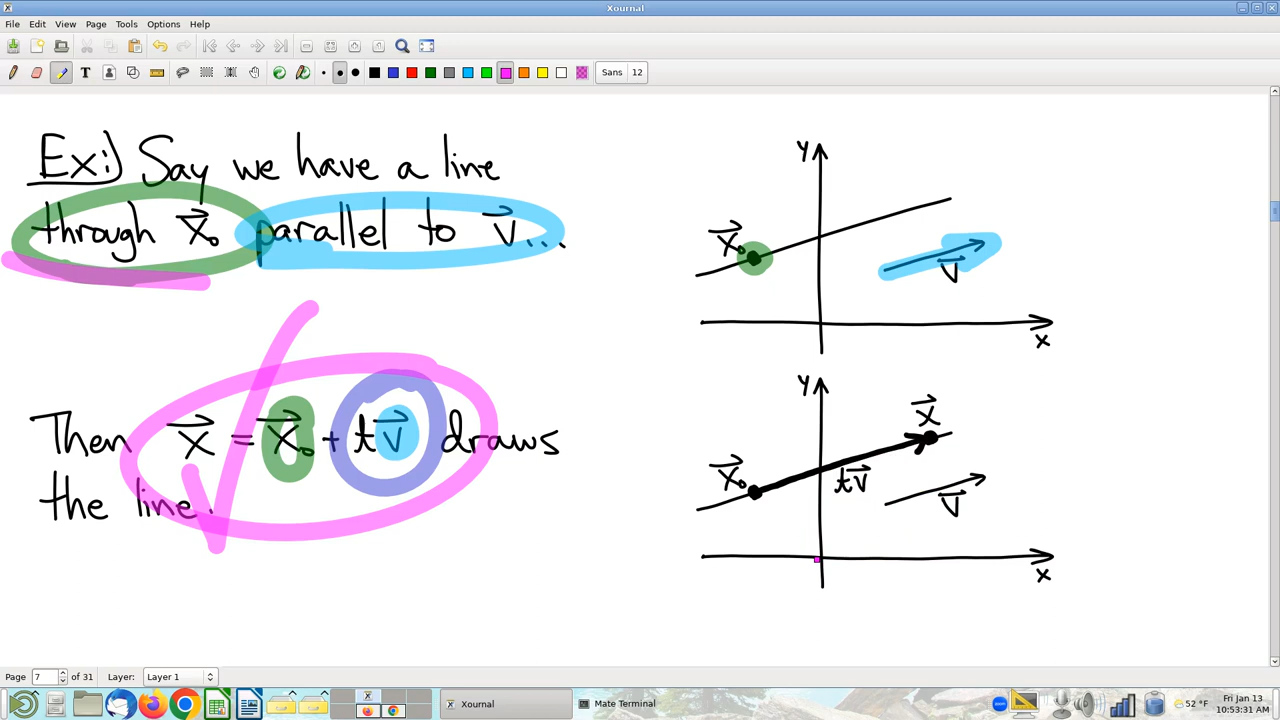 Xournal
File Edit View Page Tools Options Help
Sans 12
Ex:) Say we have a line
through x⃗₀ parallel to v⃗...
Then x⃗ = x⃗₀ + tv⃗ draws
the line.
y
x⃗₀
v⃗
x
y
x⃗
x⃗₀
tv⃗
v⃗
x
Page 7 of 31 Layer: Layer 1
Xournal
Mate Terminal
zoom
52 °F
Fri Jan 13
10:53:31 AM